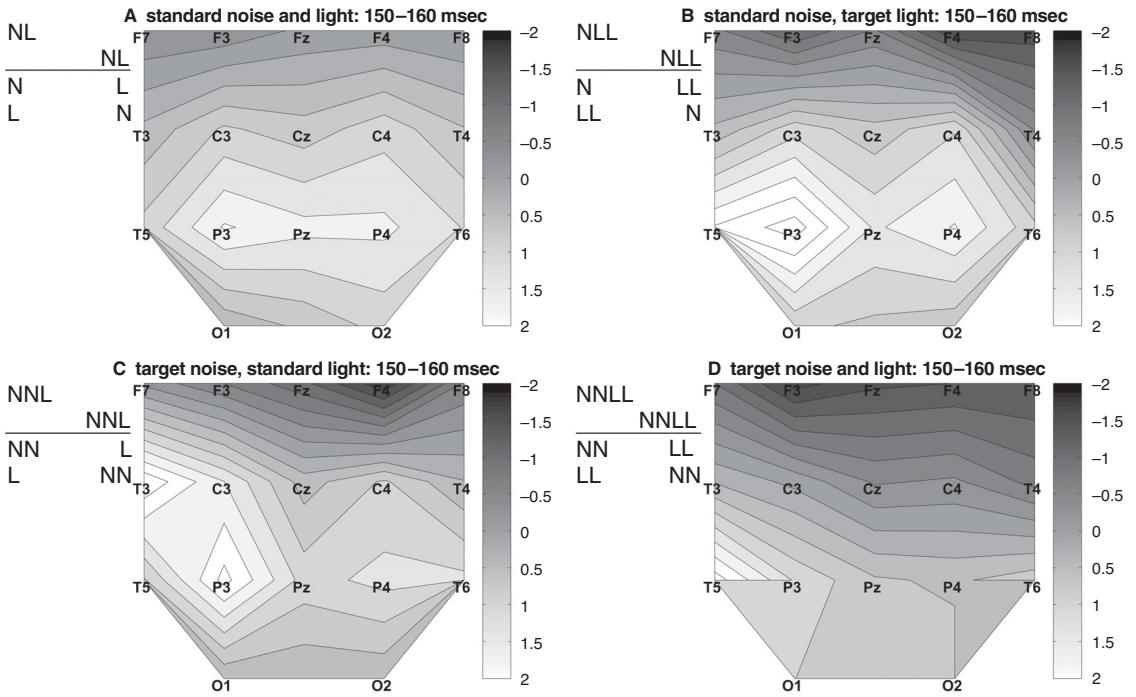 A standard noise and light: 150–160 msec
NL
NL
N L
L N
F7 F3 Fz F4 F8
T3 C3 Cz C4 T4
T5 P3 Pz P4 T6
O1 O2
–2
–1.5
–1
–0.5
0
0.5
1
1.5
2
B standard noise, target light: 150–160 msec
NLL
NLL
N LL
LL N
F7 F3 Fz F4 F8
T3 C3 Cz C4 T4
T5 P3 Pz P4 T6
O1 O2
–2
–1.5
–1
–0.5
0
0.5
1
1.5
2
C target noise, standard light: 150–160 msec
NNL
NNL
NN L
L NN
F7 F3 Fz F4 F8
T3 C3 Cz C4 T4
T5 P3 Pz P4 T6
O1 O2
–2
–1.5
–1
–0.5
0
0.5
1
1.5
2
D target noise and light: 150–160 msec
NNLL
NNLL
NN LL
LL NN
F7 F3 Fz F4 F8
T3 C3 Cz C4 T4
T5 P3 Pz P4 T6
O1 O2
–2
–1.5
–1
–0.5
0
0.5
1
1.5
2